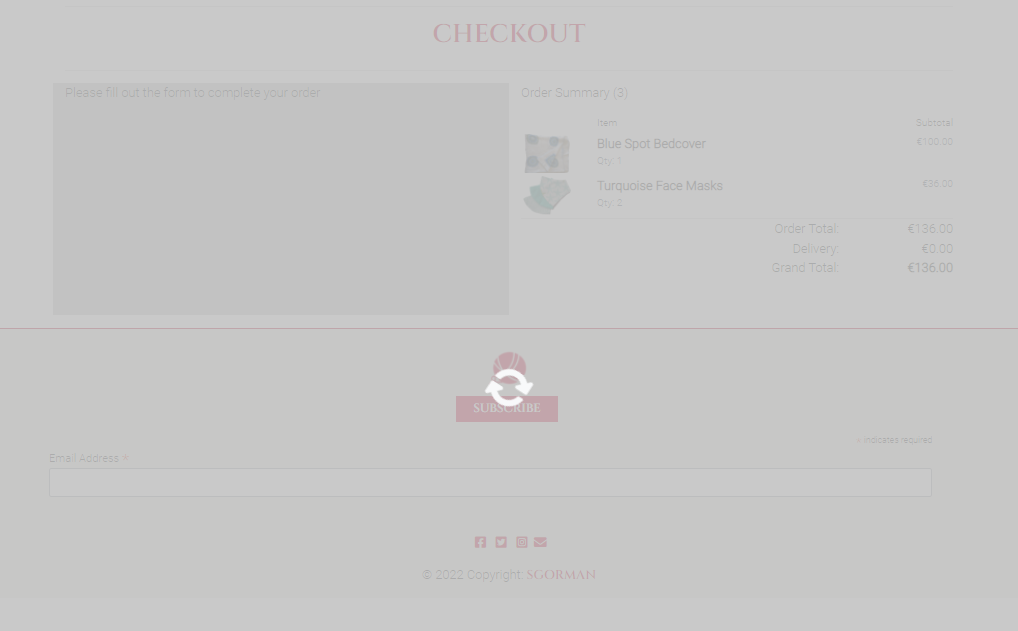 CHECKOUT
Please fill out the form to complete your order
Order Summary (3)
Item Subtotal
Blue Spot Bedcover €100.00
Qty: 1
Turquoise Face Masks €36.00
Qty: 2
Order Total: €136.00
Delivery: €0.00
Grand Total: €136.00
SUBSCRIBE
* indicates required
Email Address *
© 2022 Copyright: SGORMAN